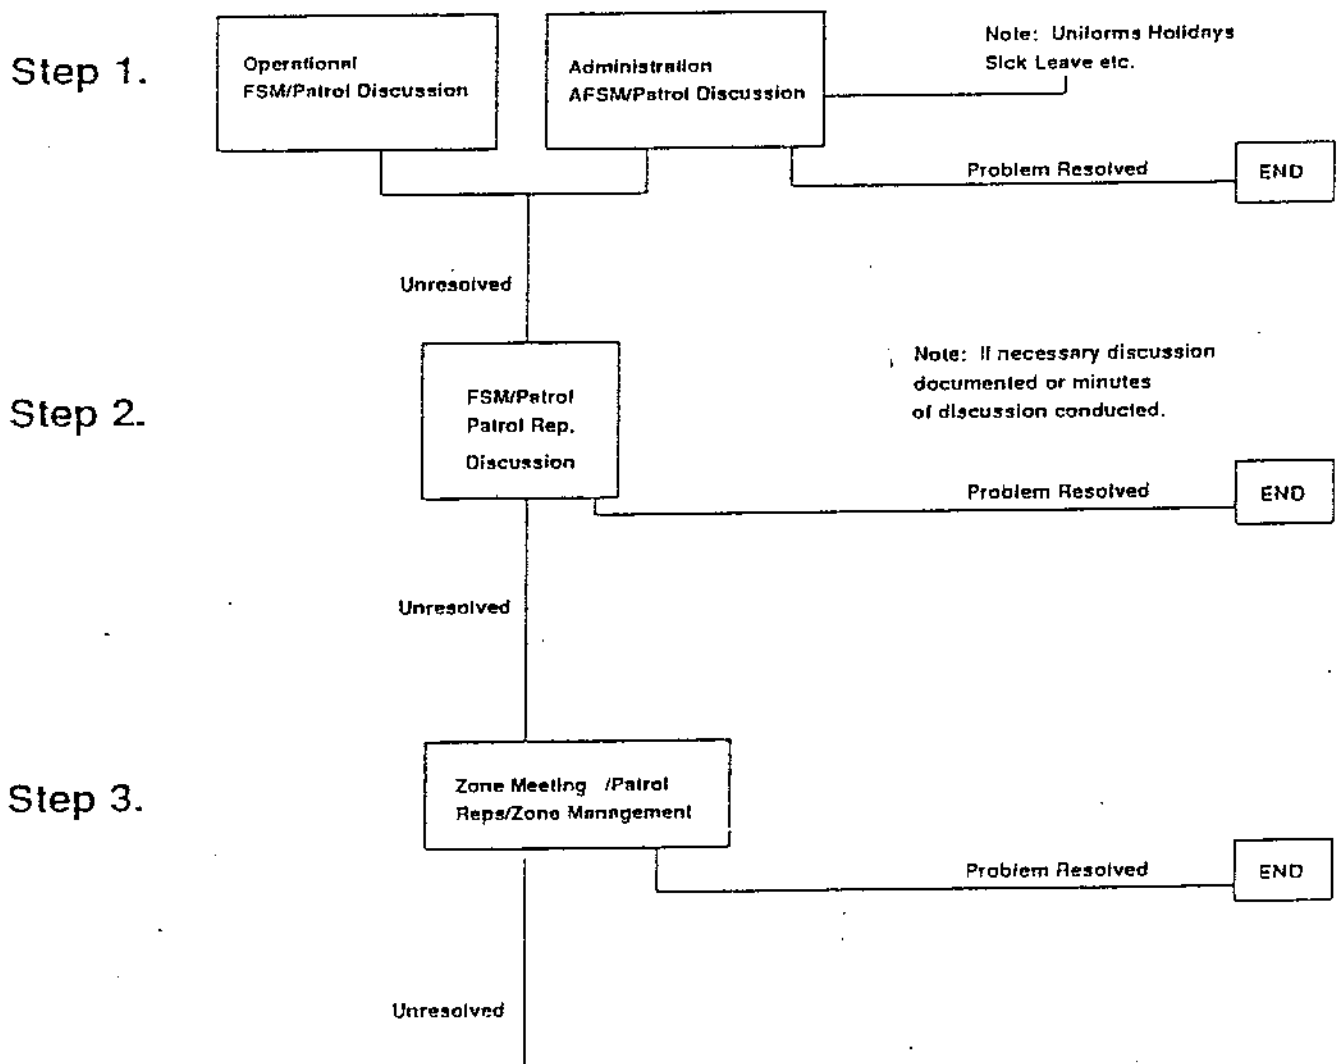 Step 1.
Operational
FSM/Patrol Discussion
Administration
AFSM/Patrol Discussion
Note: Uniforms Holidays
Sick Leave etc.
Problem Resolved
END
Unresolved
Step 2.
FSM/Patrol
Patrol Rep.
Discussion
Note: If necessary discussion
documented or minutes
of discussion conducted.
Problem Resolved
END
Unresolved
Step 3.
Zone Meeting /Patrol
Reps/Zone Management
Problem Resolved
END
Unresolved